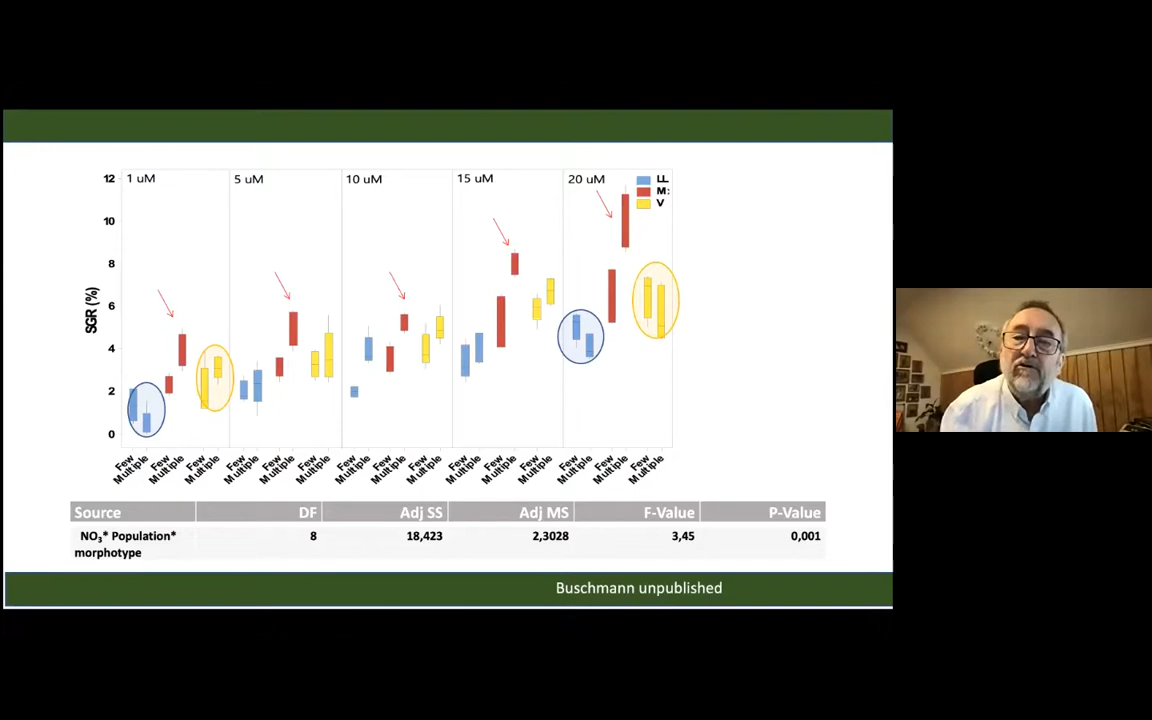 1 uM 5 uM 10 uM 15 uM 20 uM
LL
M:
V
12
10
8
6
4
2
0
SGR (%)
Few Multiple Few Multiple Few Multiple Few Multiple Few Multiple Few Multiple Few Multiple Few Multiple Few Multiple Few Multiple Few Multiple Few Multiple Few Multiple Few Multiple Few Multiple
Source DF Adj SS Adj MS F-Value P-Value
NO₃* Population* 8 18,423 2,3028 3,45 0,001
morphotype
Buschmann unpublished